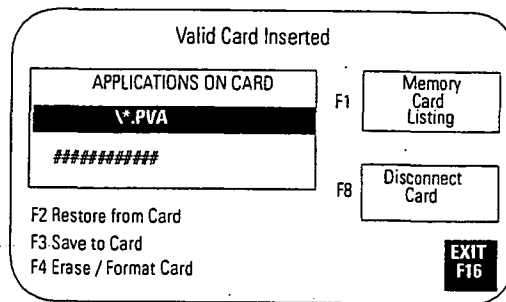 Valid Card Inserted
APPLICATIONS ON CARD
\*.PVA
############
F1
Memory
Card
Listing
F8
Disconnect
Card
F2 Restore from Card
F3 Save to Card
F4 Erase / Format Card
EXIT
F16